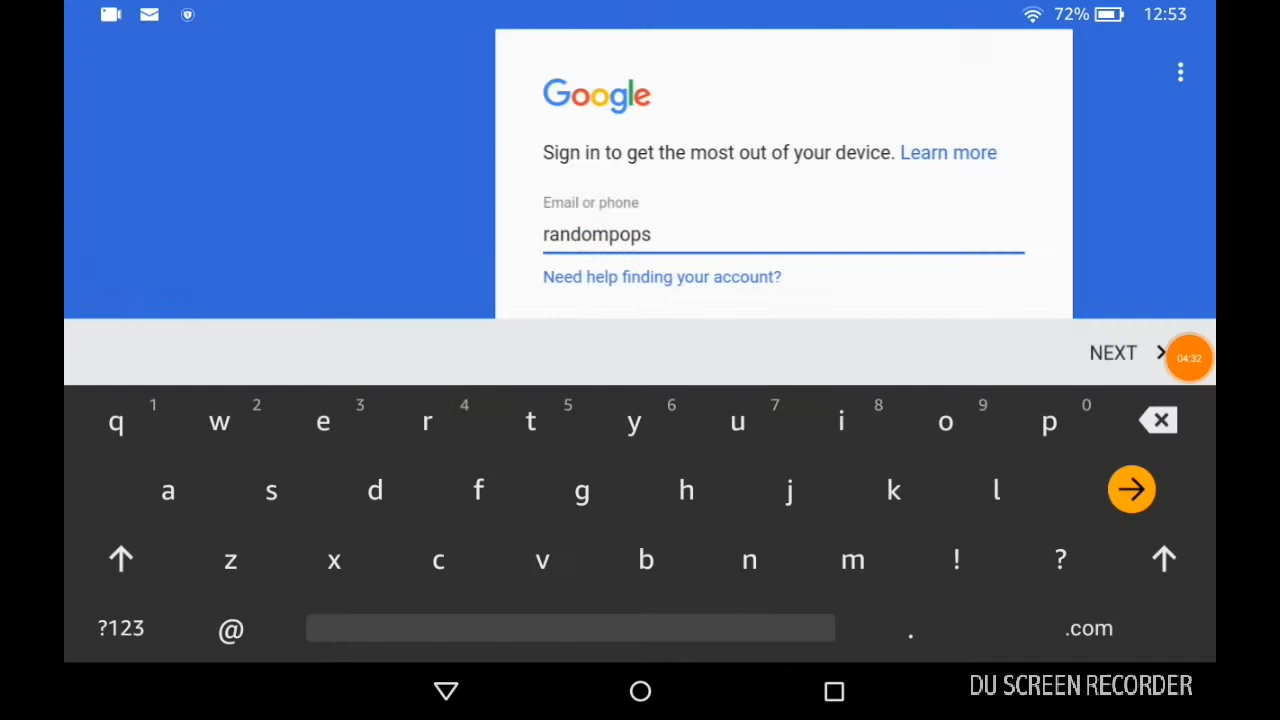 72% 12:53
Google
Sign in to get the most out of your device. Learn more
Email or phone
randompops
Need help finding your account?
NEXT
04:32
1 2 3 4 5 6 7 8 9 0
q w e r t y u i o p
a s d f g h j k l
z x c v b n m ! ?
?123 @ . .com
DU SCREEN RECORDER